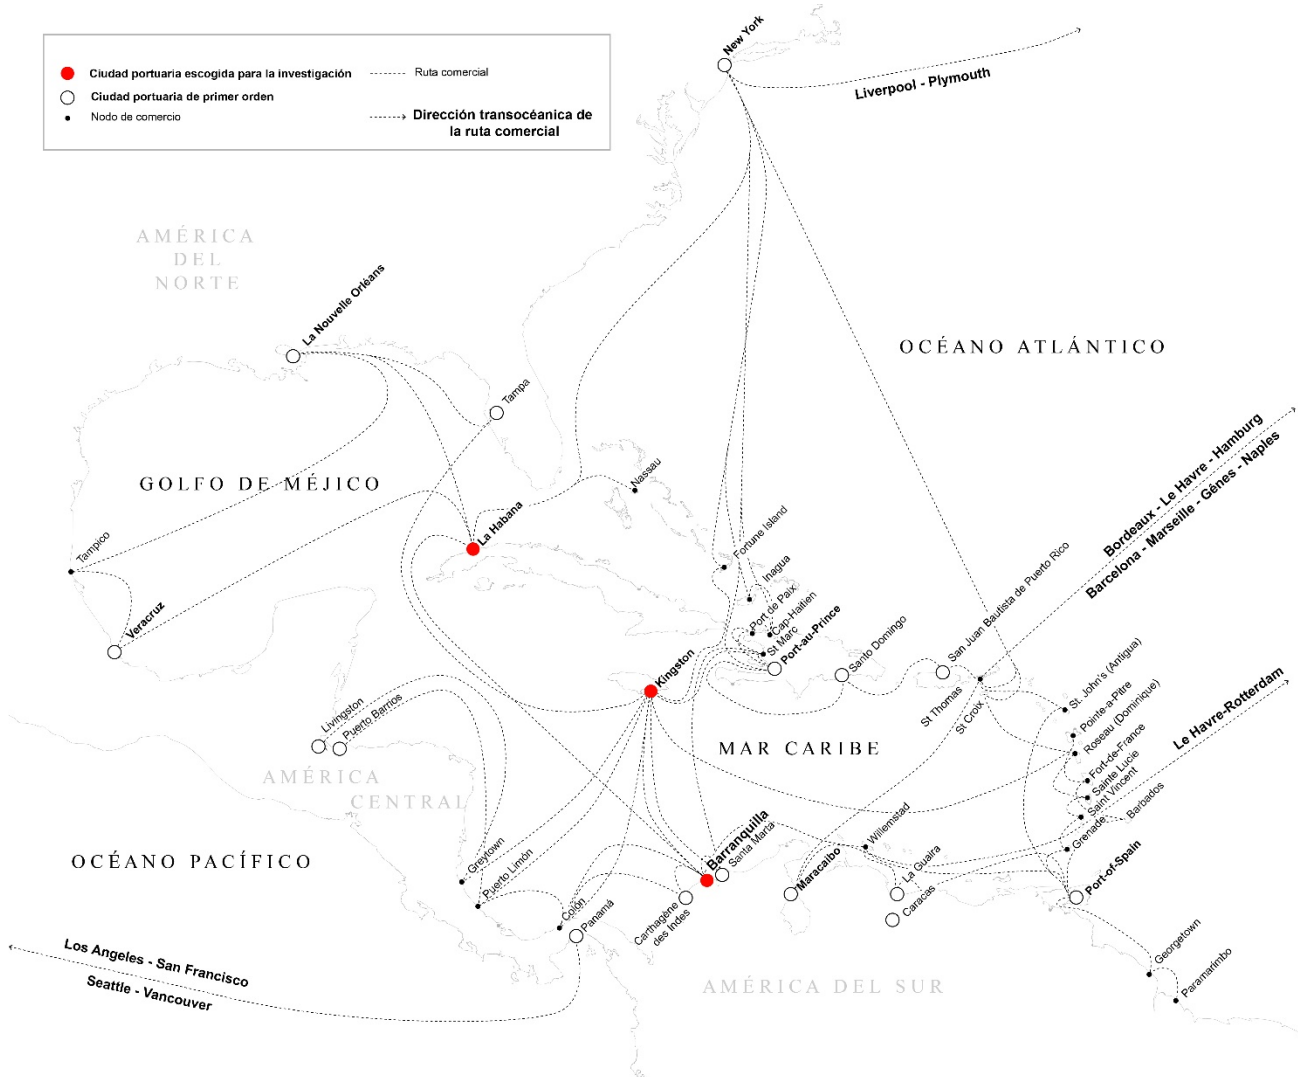 Ciudad portuaria escogida para la investigación
Ruta comercial
Ciudad portuaria de primer orden
Nodo de comercio
Dirección transocéanica de
la ruta comercial
New York
Liverpool - Plymouth
AMÉRICA
DEL
NORTE
La Nouvelle Orléans
OCÉANO ATLÁNTICO
Tampa
GOLFO DE MÉJICO
Nassau
La Habana
Bordeaux - Le Havre - Hamburg
Barcelona - Marseille - Gênes - Naples
Tampico
Fortune Island
Inagua
Veracruz
Port de Paix
Cap-Haitien
St Marc
Port-au-Prince
Santo Domingo
San Juan Bautista de Puerto Rico
Kingston
St Thomas
St Croix
St. John's (Antigua)
Pointe-a-Pitre
Roseau (Dominique)
Fort-de-France
Sainte Lucie
Saint Vincent
Barbados
Grenade
Le Havre-Rotterdam
Livingston
Puerto Barrios
MAR CARIBE
AMÉRICA
CENTRAL
OCÉANO PACÍFICO
Greytown
Puerto Limón
Colón
Panamá
Carthagène
des Indes
Barranquilla
Santa Marta
Maracaibo
Willemstad
La Guaira
Caracas
Port-of-Spain
Georgetown
Paramarimbo
Los Angeles - San Francisco
Seattle - Vancouver
AMÉRICA DEL SUR